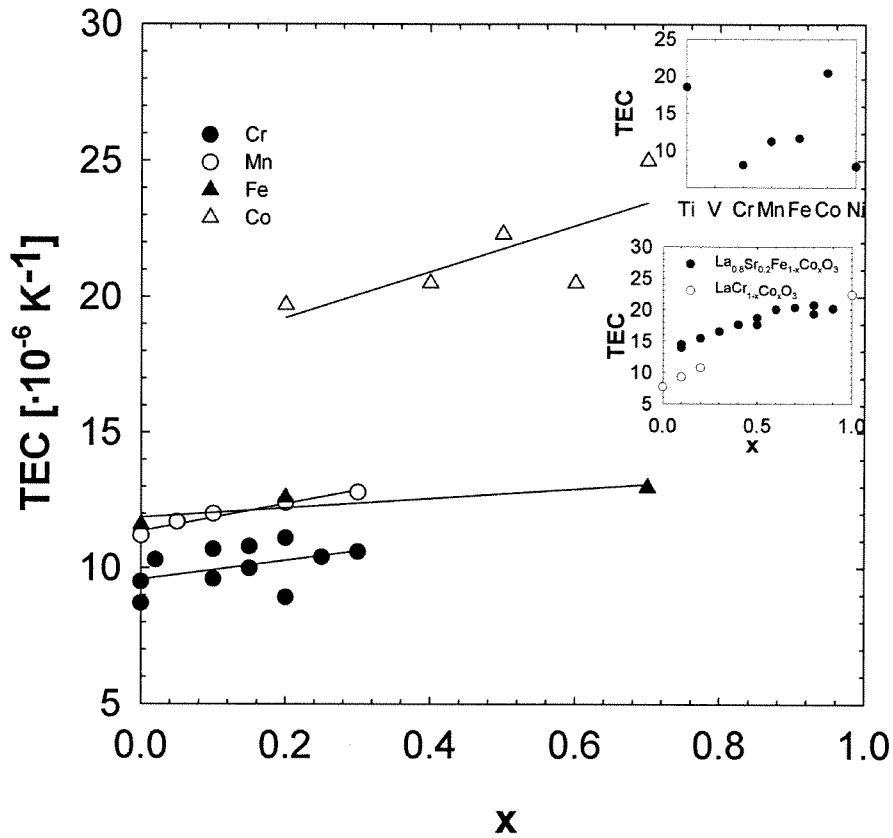 30
25
20
15
10
5
0.0 0.2 0.4 0.6 0.8 1.0
x
TEC [·10⁻⁶ K⁻¹]
Cr
Mn
Fe
Co
25
20
15
10
TEC
Ti V Cr Mn Fe Co Ni
30
25
20
15
10
5
TEC
La₀.₈Sr₀.₂Fe₁₋ₓCoₓO₃
LaCr₁₋ₓCoₓO₃
0.0 0.5 1.0
x